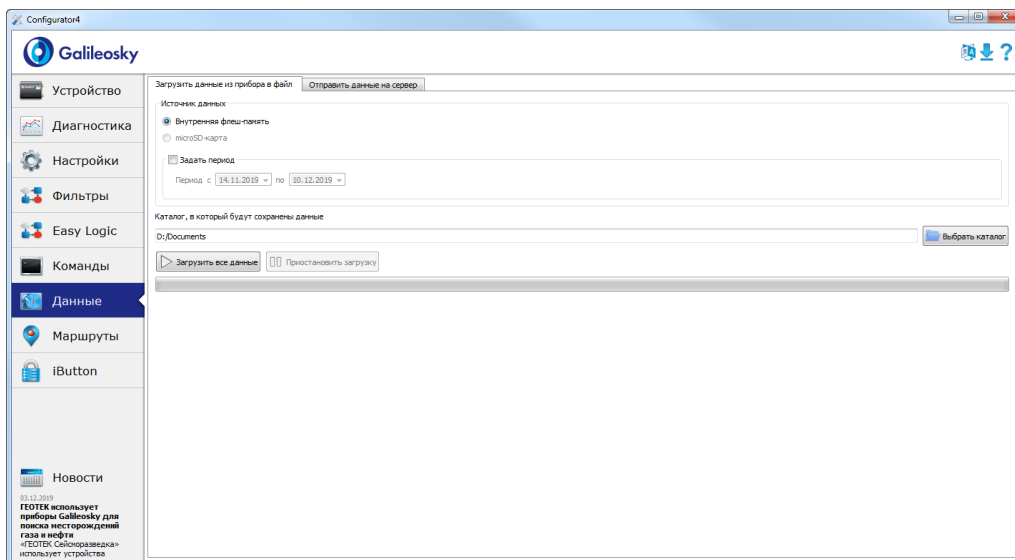 Configurator4
Galileosky
Устройство
Диагностика
Настройки
Фильтры
Easy Logic
Команды
Данные
Маршруты
iButton
Новости
03.12.2019
ГЕОТЕК использует
приборы Galileosky для
поиска месторождений
газа и нефти
«ГЕОТЕК Сейсморазведка»
использует устройства
Загрузить данные из прибора в файл Отправить данные на сервер
Источник данных
Внутренняя флеш-память
microSD-карта
Задать период
Период с 14.11.2019 по 10.12.2019
Каталог, в который будут сохранены данные
D:/Documents Выбрать каталог
Загрузить все данные Приостановить загрузку